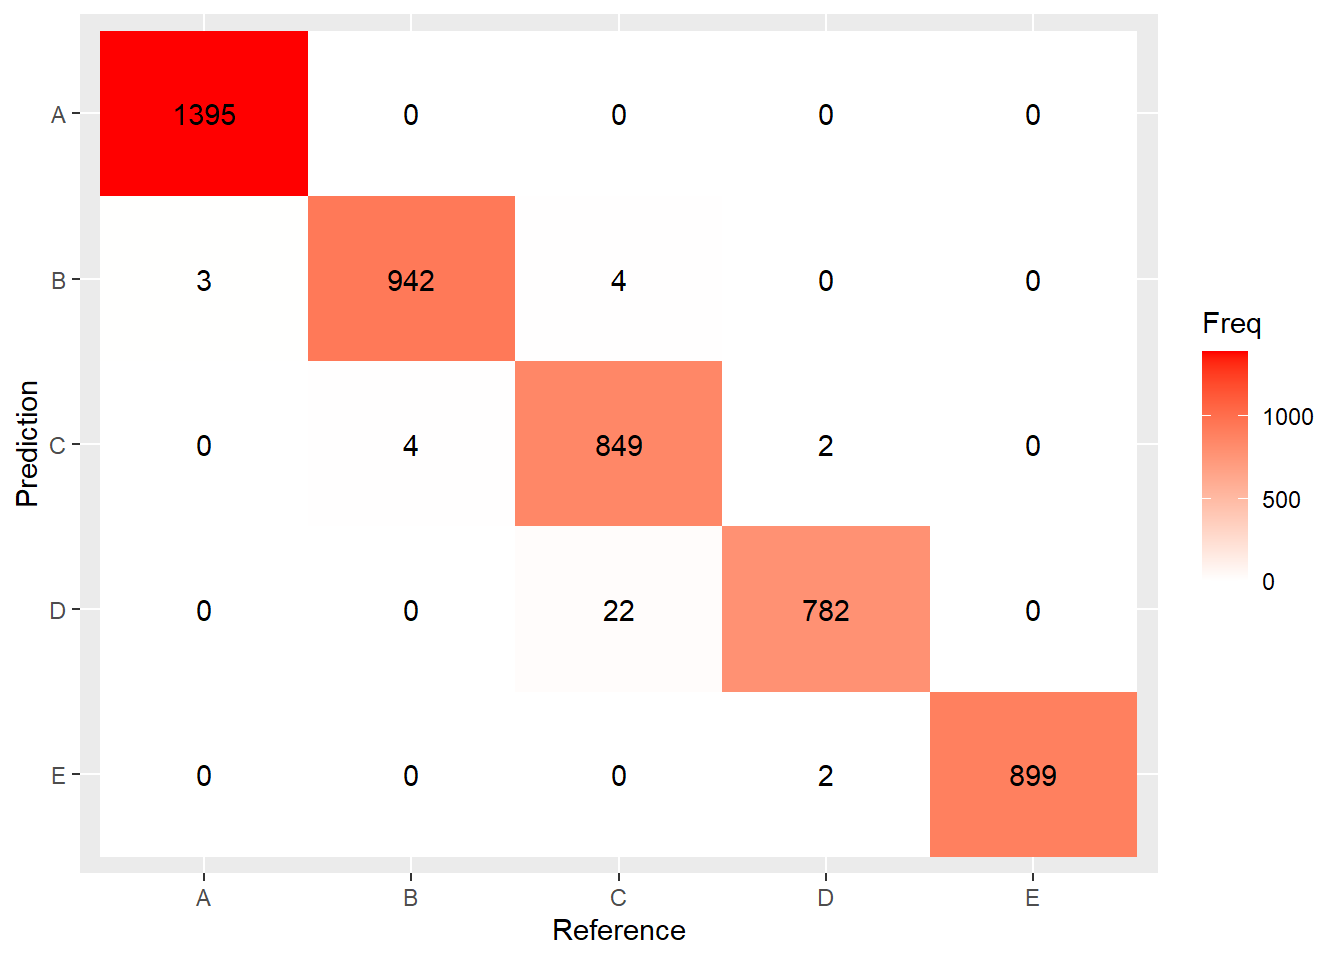 A 1395 0 0 0 0
B 3 942 4 0 0
C 0 4 849 2 0
D 0 0 22 782 0
E 0 0 0 2 899
A B C D E
Reference
Prediction
Freq
1000
500
0